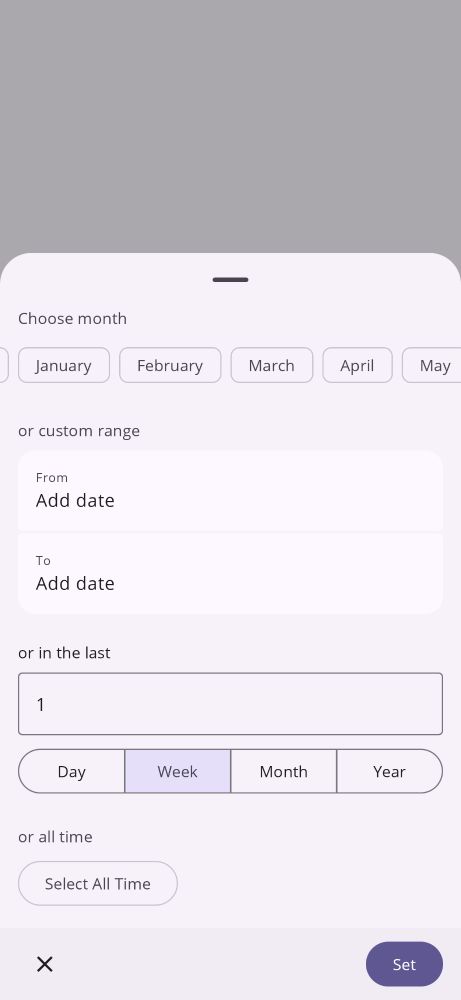 Choose month
January February March April May
or custom range
From
Add date
To
Add date
or in the last
1
Day Week Month Year
or all time
Select All Time
Set